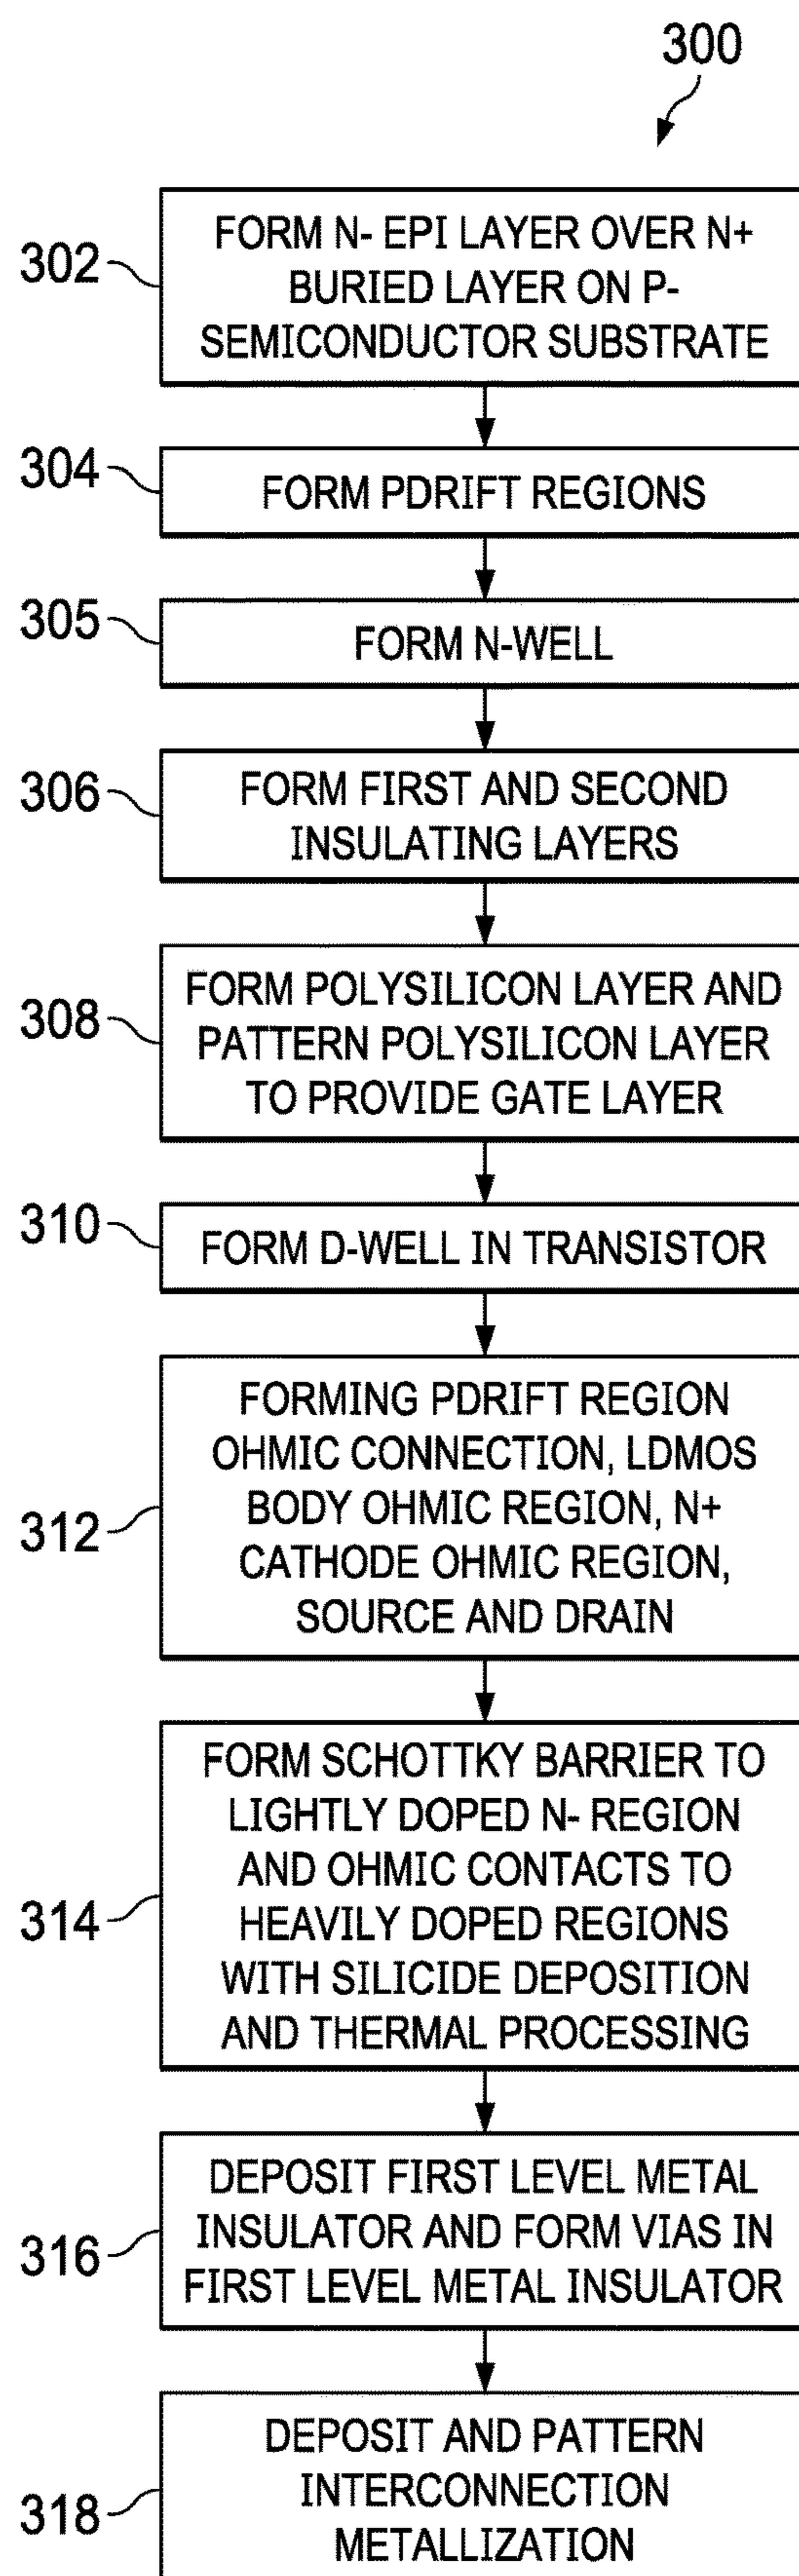 300
302
FORM N- EPI LAYER OVER N+
BURIED LAYER ON P-
SEMICONDUCTOR SUBSTRATE
304
FORM PDRIFT REGIONS
305
FORM N-WELL
306
FORM FIRST AND SECOND
INSULATING LAYERS
308
FORM POLYSILICON LAYER AND
PATTERN POLYSILICON LAYER
TO PROVIDE GATE LAYER
310
FORM D-WELL IN TRANSISTOR
312
FORMING PDRIFT REGION
OHMIC CONNECTION, LDMOS
BODY OHMIC REGION, N+
CATHODE OHMIC REGION,
SOURCE AND DRAIN
314
FORM SCHOTTKY BARRIER TO
LIGHTLY DOPED N- REGION
AND OHMIC CONTACTS TO
HEAVILY DOPED REGIONS
WITH SILICIDE DEPOSITION
AND THERMAL PROCESSING
316
DEPOSIT FIRST LEVEL METAL
INSULATOR AND FORM VIAS IN
FIRST LEVEL METAL INSULATOR
318
DEPOSIT AND PATTERN
INTERCONNECTION
METALLIZATION